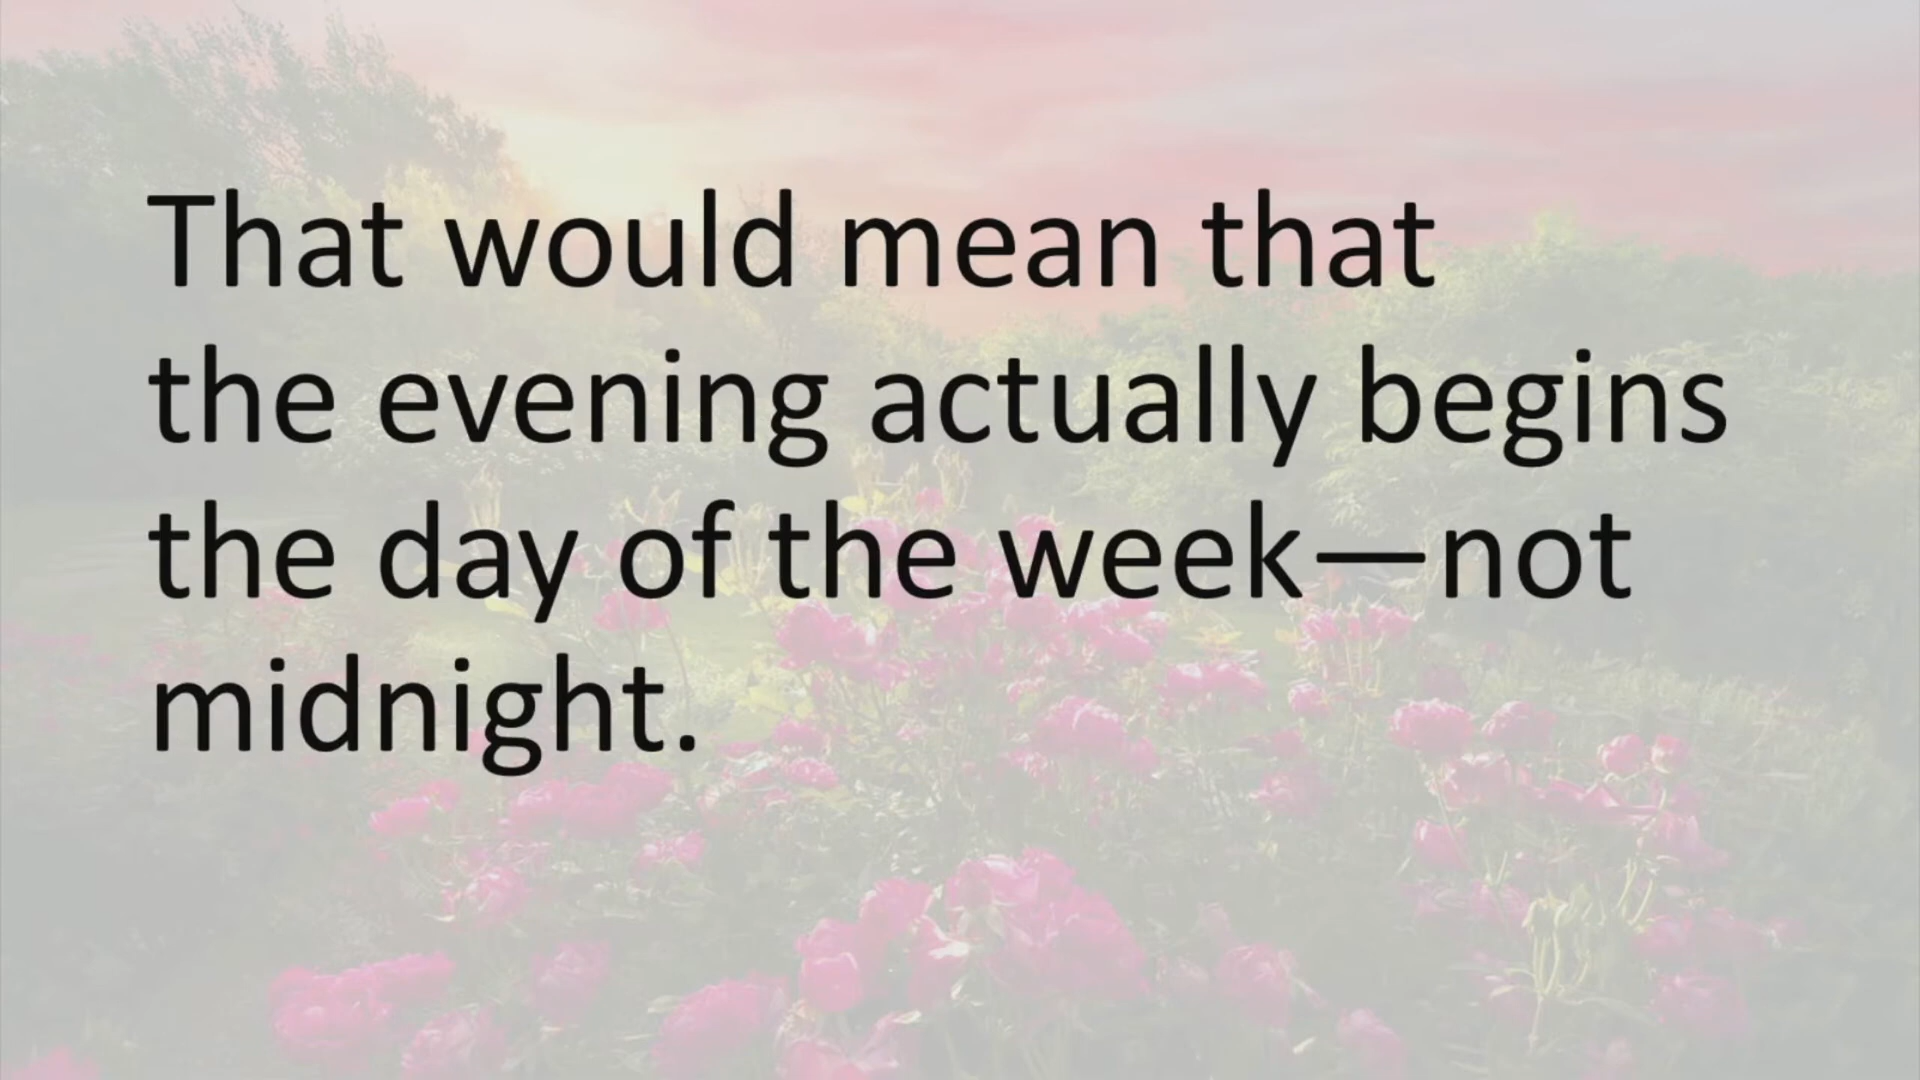 That would mean that
the evening actually begins
the day of the week—not
midnight.